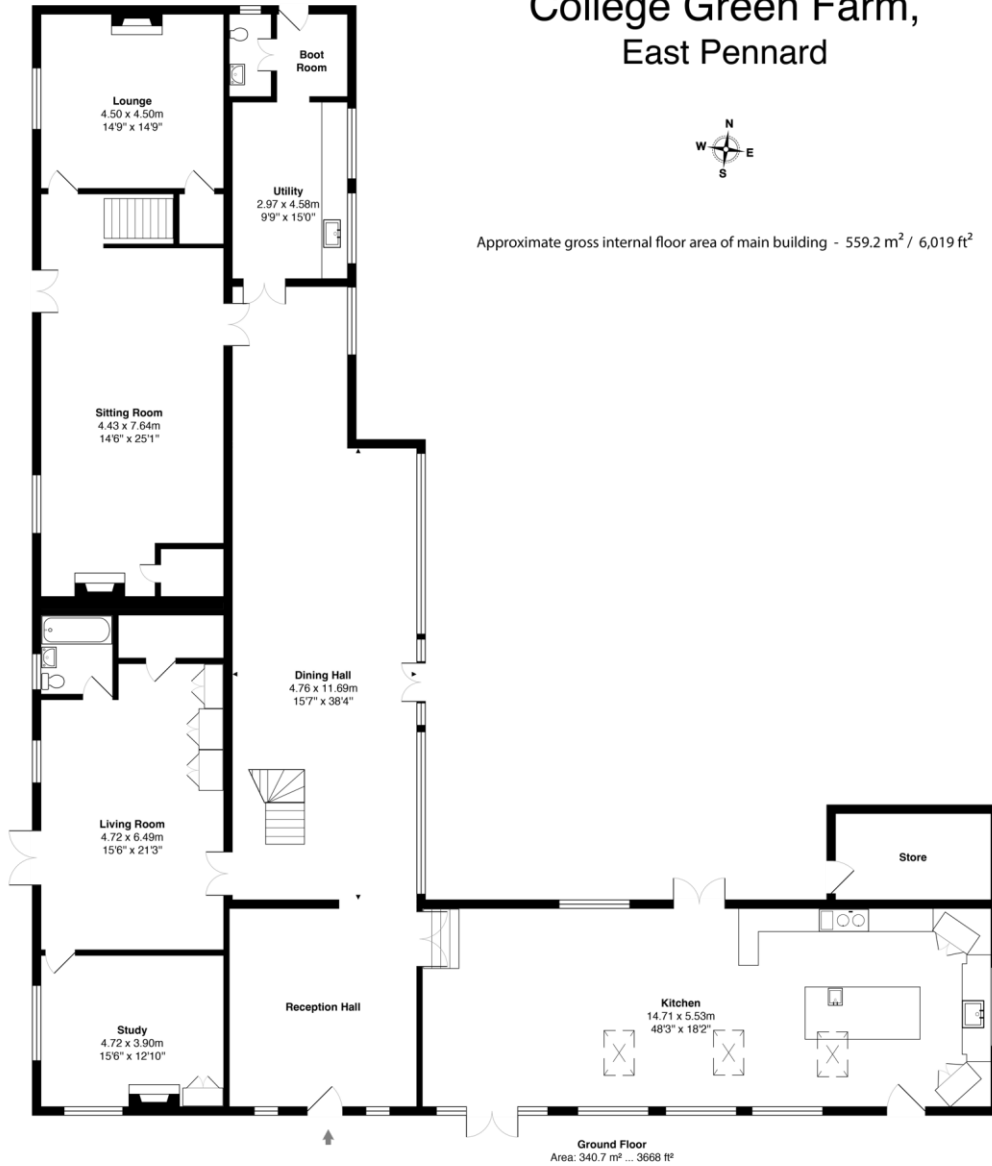 College Green Farm,
East Pennard
N
W E
S
Approximate gross internal floor area of main building - 559.2 m² / 6,019 ft²
Boot
Room
Lounge
4.50 x 4.50m
14'9" x 14'9"
Utility
2.97 x 4.58m
9'9" x 15'0"
Sitting Room
4.43 x 7.64m
14'6" x 25'1"
Dining Hall
4.76 x 11.69m
15'7" x 38'4"
Living Room
4.72 x 6.49m
15'6" x 21'3"
Store
Reception Hall
Kitchen
14.71 x 5.53m
48'3" x 18'2"
Study
4.72 x 3.90m
15'6" x 12'10"
Ground Floor
Area: 340.7 m² ... 3668 ft²